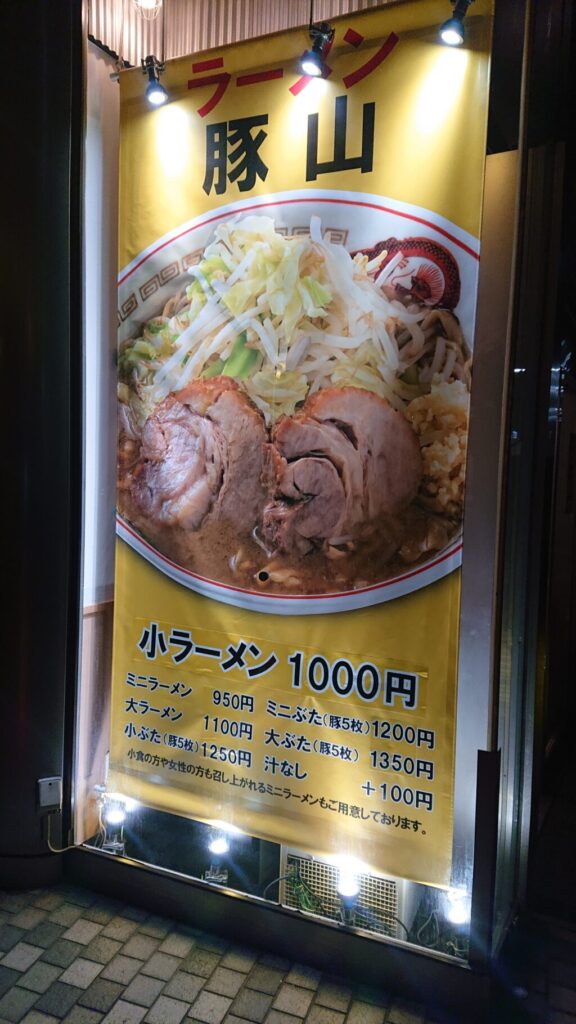 ラーメン
豚山
小ラーメン 1000円
ミニラーメン 950円 ミニぶた(豚5枚)1200円
大ラーメン 1100円 大ぶた(豚5枚) 1350円
小ぶた(豚5枚)1250円 汁なし +100円
小食の方や女性の方も召し上がれるミニラーメンもご用意しております。